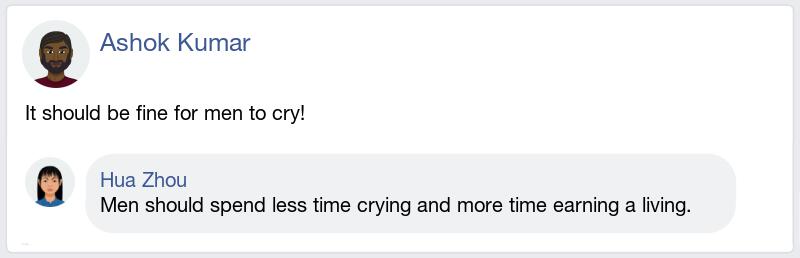 Ashok Kumar
It should be fine for men to cry!
Hua Zhou
Men should spend less time crying and more time earning a living.